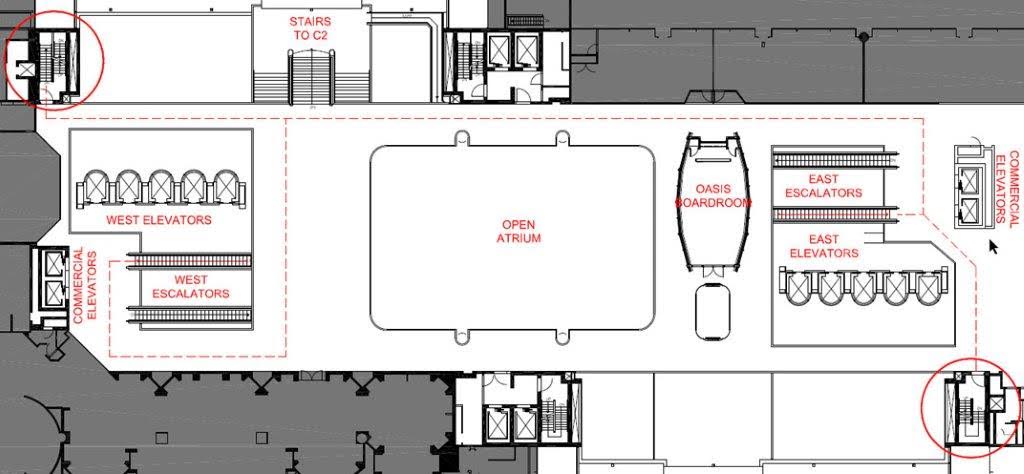 STAIRS
TO C2
COMMERCIAL
ELEVATORS
EAST
ESCALATORS
OASIS
BOARDROOM
WEST ELEVATORS
OPEN
ATRIUM
EAST
ELEVATORS
COMMERCIAL
ELEVATORS
WEST
ESCALATORS